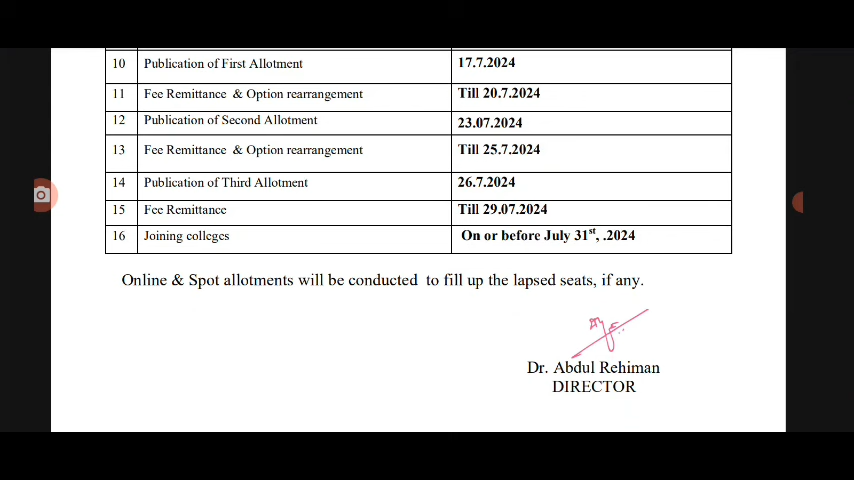 10 Publication of First Allotment 17.7.2024
11 Fee Remittance & Option rearrangement Till 20.7.2024
12 Publication of Second Allotment 23.07.2024
13 Fee Remittance & Option rearrangement Till 25.7.2024
14 Publication of Third Allotment 26.7.2024
15 Fee Remittance Till 29.07.2024
16 Joining colleges On or before July 31st, .2024
Online & Spot allotments will be conducted to fill up the lapsed seats, if any.
Dr. Abdul Rehiman
DIRECTOR